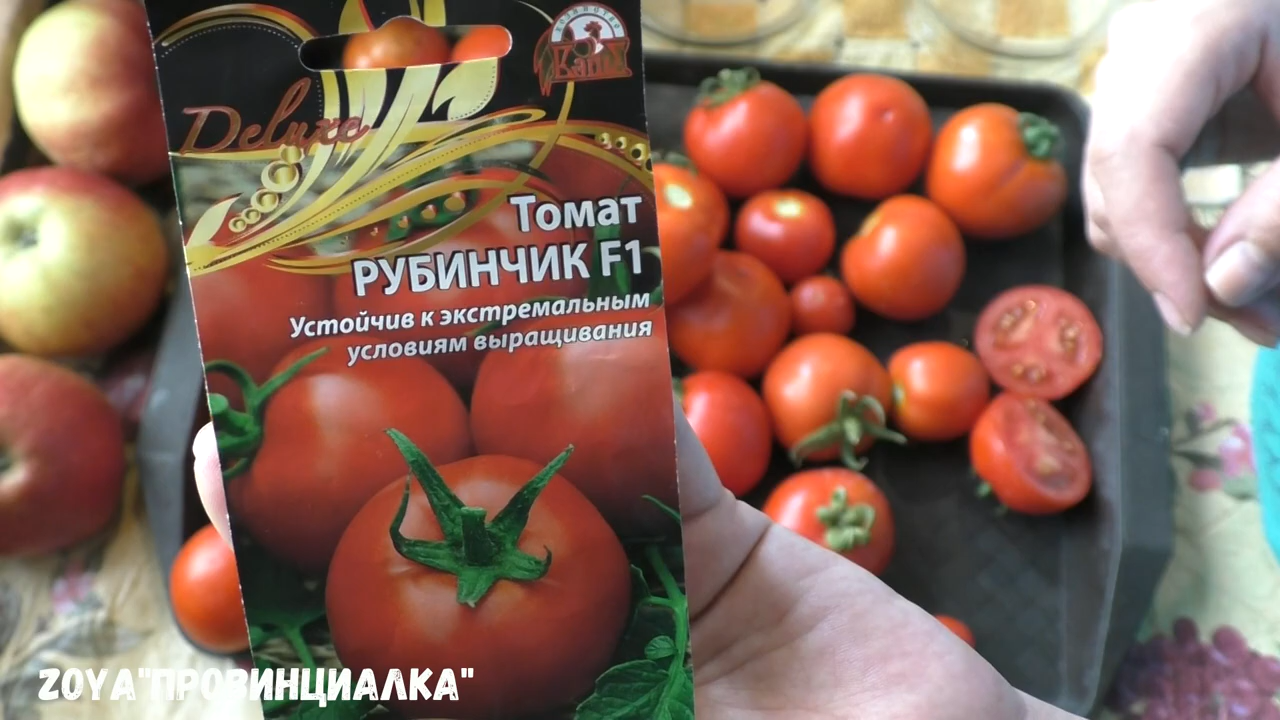 Deluxe
Томат
РУБИНЧИК F1
Устойчив к экстремальным
условиям выращивания
ZOYA"ПРОВИНЦИАЛКА"